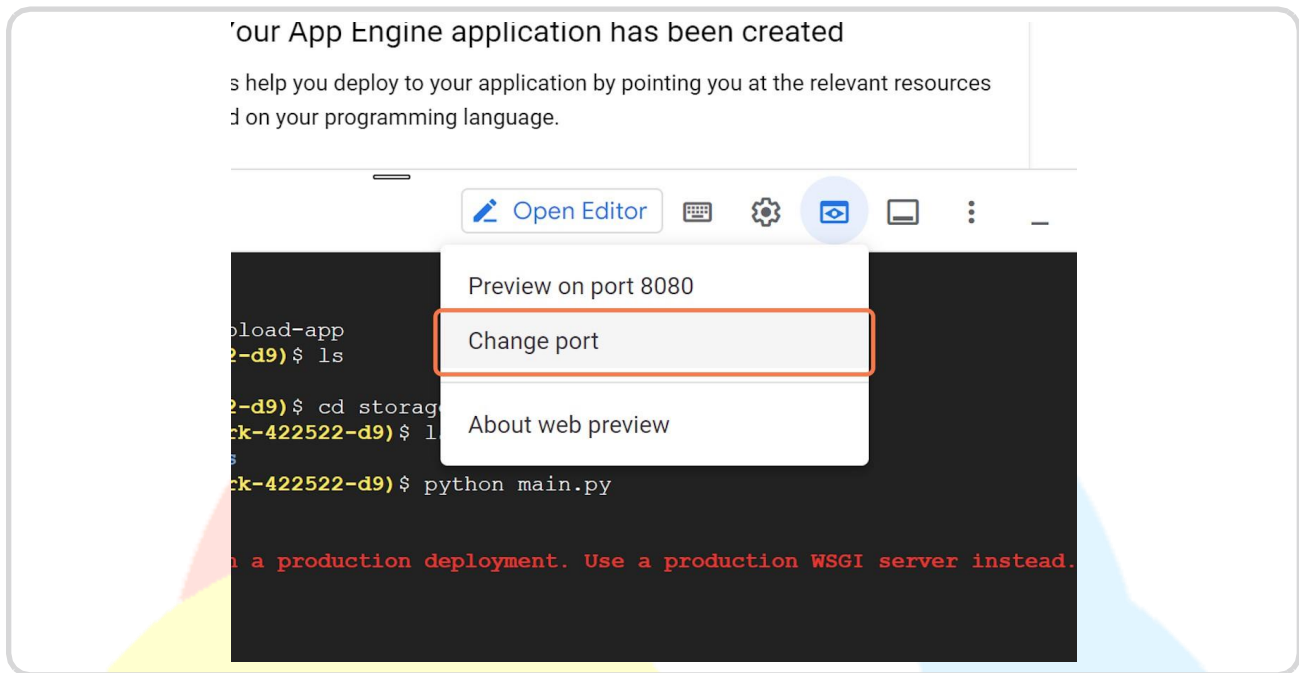 our App Engine application has been created
s help you deploy to your application by pointing you at the relevant resources
d on your programming language.
Open Editor
Preview on port 8080
Change port
About web preview
pload-app
2-d9)$ ls
2-d9)$ cd storag
rk-422522-d9)$ l
s
rk-422522-d9)$ python main.py
n a production deployment. Use a production WSGI server instead.